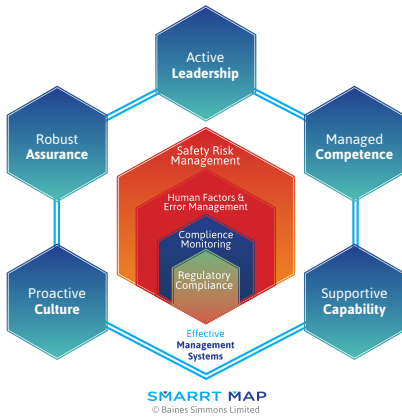 Active
Leadership
Robust
Assurance
Managed
Competence
Safety Risk
Management
Human Factors &
Error Management
Complience
Monitoring
Regulatory
Compliance
Proactive
Culture
Supportive
Capability
Effective
Management
Systems
SMARRT MAP
© Baines Simmons Limited